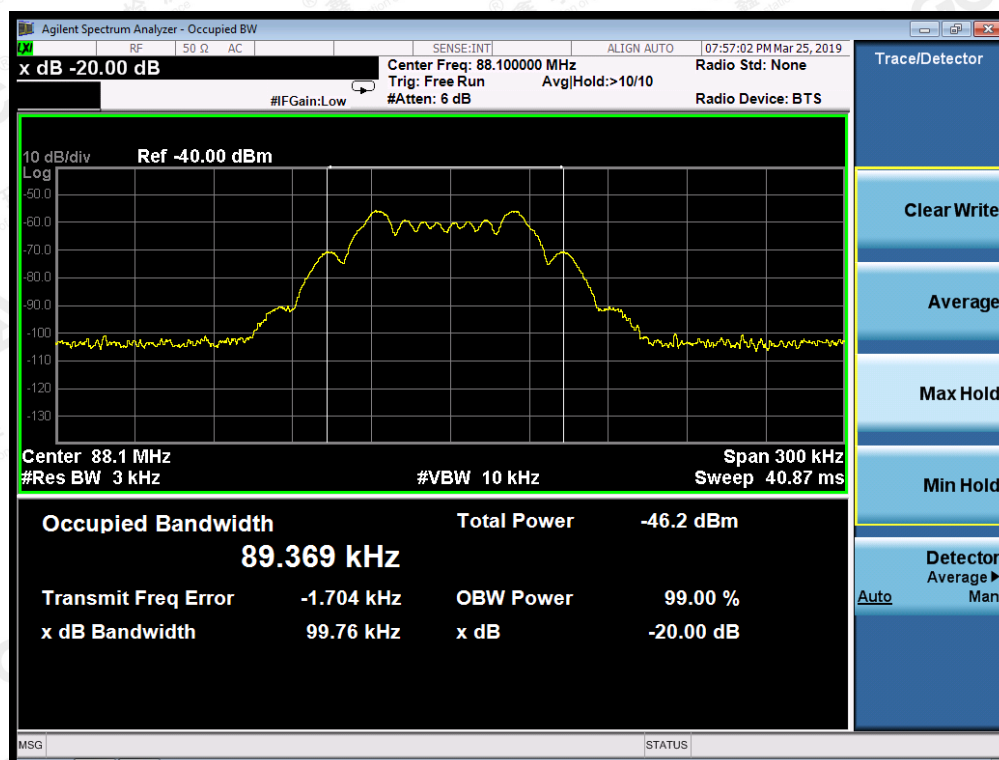 Agilent Spectrum Analyzer - Occupied BW
LXI RF 50 Ω AC SENSE:INT ALIGN AUTO 07:57:02 PM Mar 25, 2019
x dB -20.00 dB
Center Freq: 88.100000 MHz
Radio Std: None
Trig: Free Run
Avg|Hold:>10/10
#IFGain:Low
#Atten: 6 dB
Radio Device: BTS
10 dB/div
Ref -40.00 dBm
Log
-50.0
-60.0
-70.0
-80.0
-90.0
-100
-110
-120
-130
Center 88.1 MHz
Span 300 kHz
#Res BW 3 kHz
#VBW 10 kHz
Sweep 40.87 ms
Occupied Bandwidth
Total Power -46.2 dBm
89.369 kHz
Transmit Freq Error -1.704 kHz
OBW Power 99.00 %
x dB Bandwidth 99.76 kHz
x dB -20.00 dB
MSG
STATUS
Trace/Detector
Clear Write
Average
Max Hold
Min Hold
Detector
Average
Auto Man